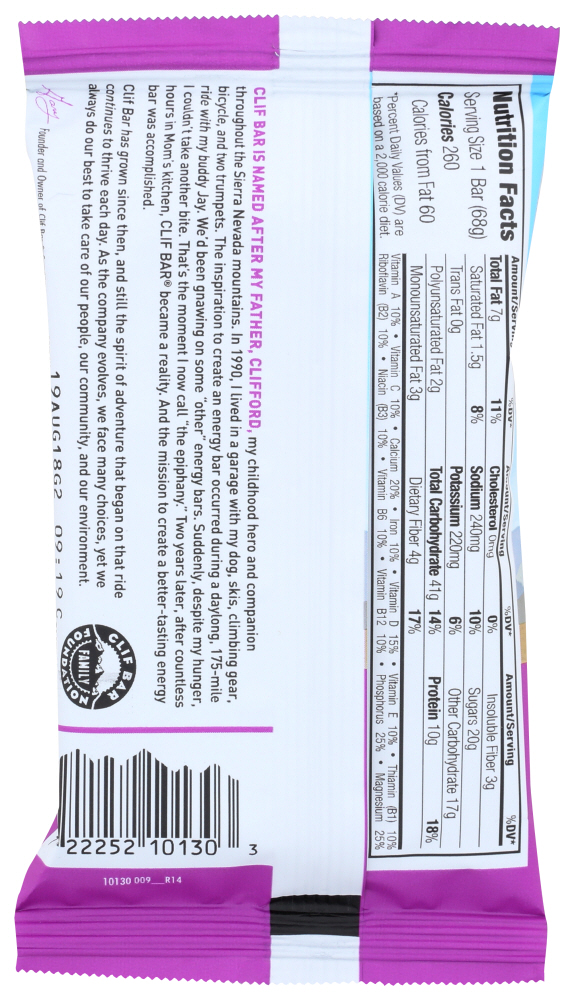 Nutrition Facts
Serving Size 1 Bar (68g)
Calories 260
Calories from Fat 60
*Percent Daily Values (DV) are
based on a 2,000 calorie diet.
Amount/Serving %DV*
Total Fat 7g 11%
Saturated Fat 1.5g 8%
Trans Fat 0g
Polyunsaturated Fat 2g
Monounsaturated Fat 3g
Amount/Serving %DV*
Cholesterol 0mg 0%
Sodium 240mg 10%
Potassium 220mg 6%
Total Carbohydrate 41g 14%
Dietary Fiber 4g 17%
Amount/Serving %DV*
Insoluble Fiber 3g
Sugars 20g
Other Carbohydrate 17g
Protein 10g 18%
Vitamin A 10% • Vitamin C 10% • Calcium 20% • Iron 10% • Vitamin D 15% • Vitamin E 10% • Thiamin (B1) 10%
Riboflavin (B2) 10% • Niacin (B3) 10% • Vitamin B6 10% • Vitamin B12 10% • Phosphorus 25% • Magnesium 25%
CLIF BAR IS NAMED AFTER MY FATHER, CLIFFORD, my childhood hero and companion
throughout the Sierra Nevada mountains. In 1990, I lived in a garage with my dog, skis, climbing gear,
bicycle, and two trumpets. The inspiration to create an energy bar occurred during a daylong, 175-mile
ride with my buddy Jay. We'd been gnawing on some "other" energy bars. Suddenly, despite my hunger,
I couldn't take another bite. That's the moment I now call "the epiphany." Two years later, after countless
hours in Mom's kitchen, CLIF BAR® became a reality. And the mission to create a better-tasting energy
bar was accomplished.
Clif Bar has grown since then, and still the spirit of adventure that began on that ride
continues to thrive each day. As the company evolves, we face many choices, yet we
always do our best to take care of our people, our community, and our environment.
Gary Founder and Owner of Clif
19AUG18G2 09:19
CLIF BAR
FAMILY
FOUNDATION
22252 10130 3
10130 009__R14